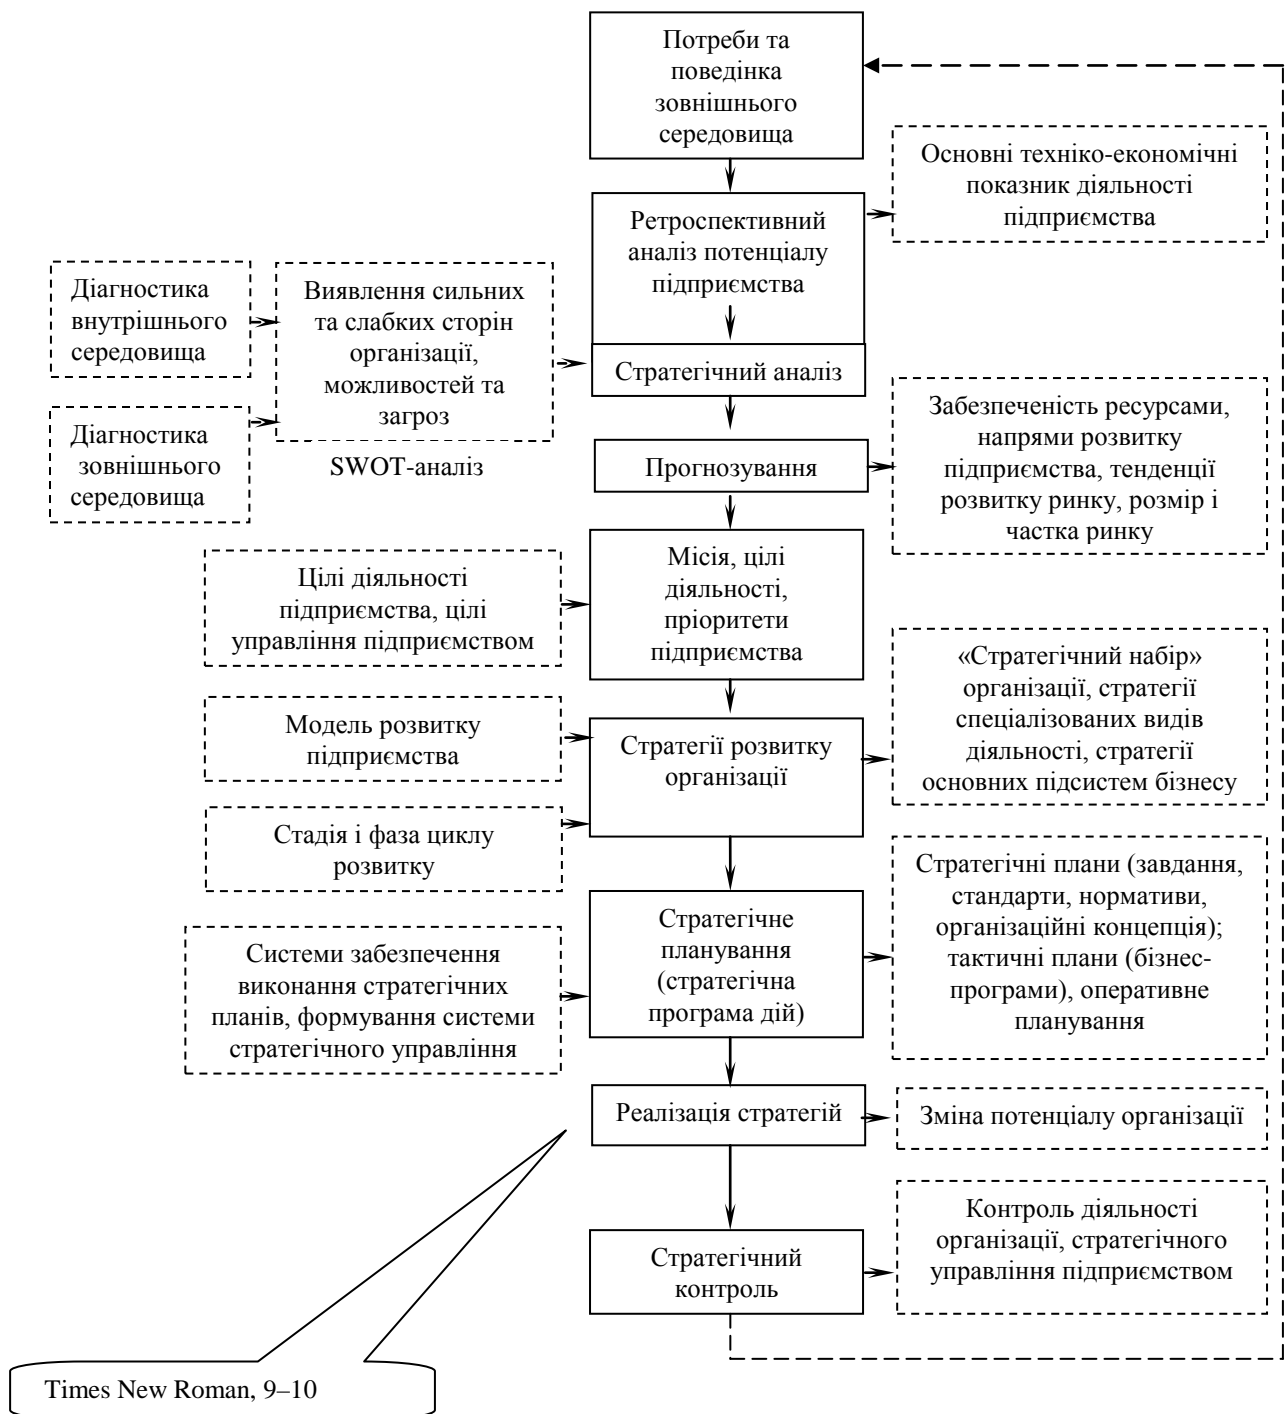 Потреби та
поведінка
зовнішнього
середовища
Основні техніко-економічні
показник діяльності
підприємства
Ретроспективний
аналіз потенціалу
підприємства
Діагностика
внутрішнього
середовища
Виявлення сильних
та слабких сторін
організації,
можливостей та
загроз
Стратегічний аналіз
Діагностика
зовнішнього
середовища
SWOT-аналіз
Прогнозування
Забезпеченість ресурсами,
напрями розвитку
підприємства, тенденції
розвитку ринку, розмір і
частка ринку
Цілі діяльності
підприємства, цілі
управління підприємством
Місія, цілі
діяльності,
пріоритети
підприємства
Модель розвитку
підприємства
Стратегії розвитку
організації
«Стратегічний набір»
організації, стратегії
спеціалізованих видів
діяльності, стратегії
основних підсистем бізнесу
Стадія і фаза циклу
розвитку
Системи забезпечення
виконання стратегічних
планів, формування системи
стратегічного управління
Стратегічне
планування
(стратегічна
програма дій)
Стратегічні плани (завдання,
стандарти, нормативи,
організаційні концепція);
тактичні плани (бізнес-
програми), оперативне
планування
Реалізація стратегій
Зміна потенціалу організації
Стратегічний
контроль
Контроль діяльності
організації, стратегічного
управління підприємством
Times New Roman, 9–10